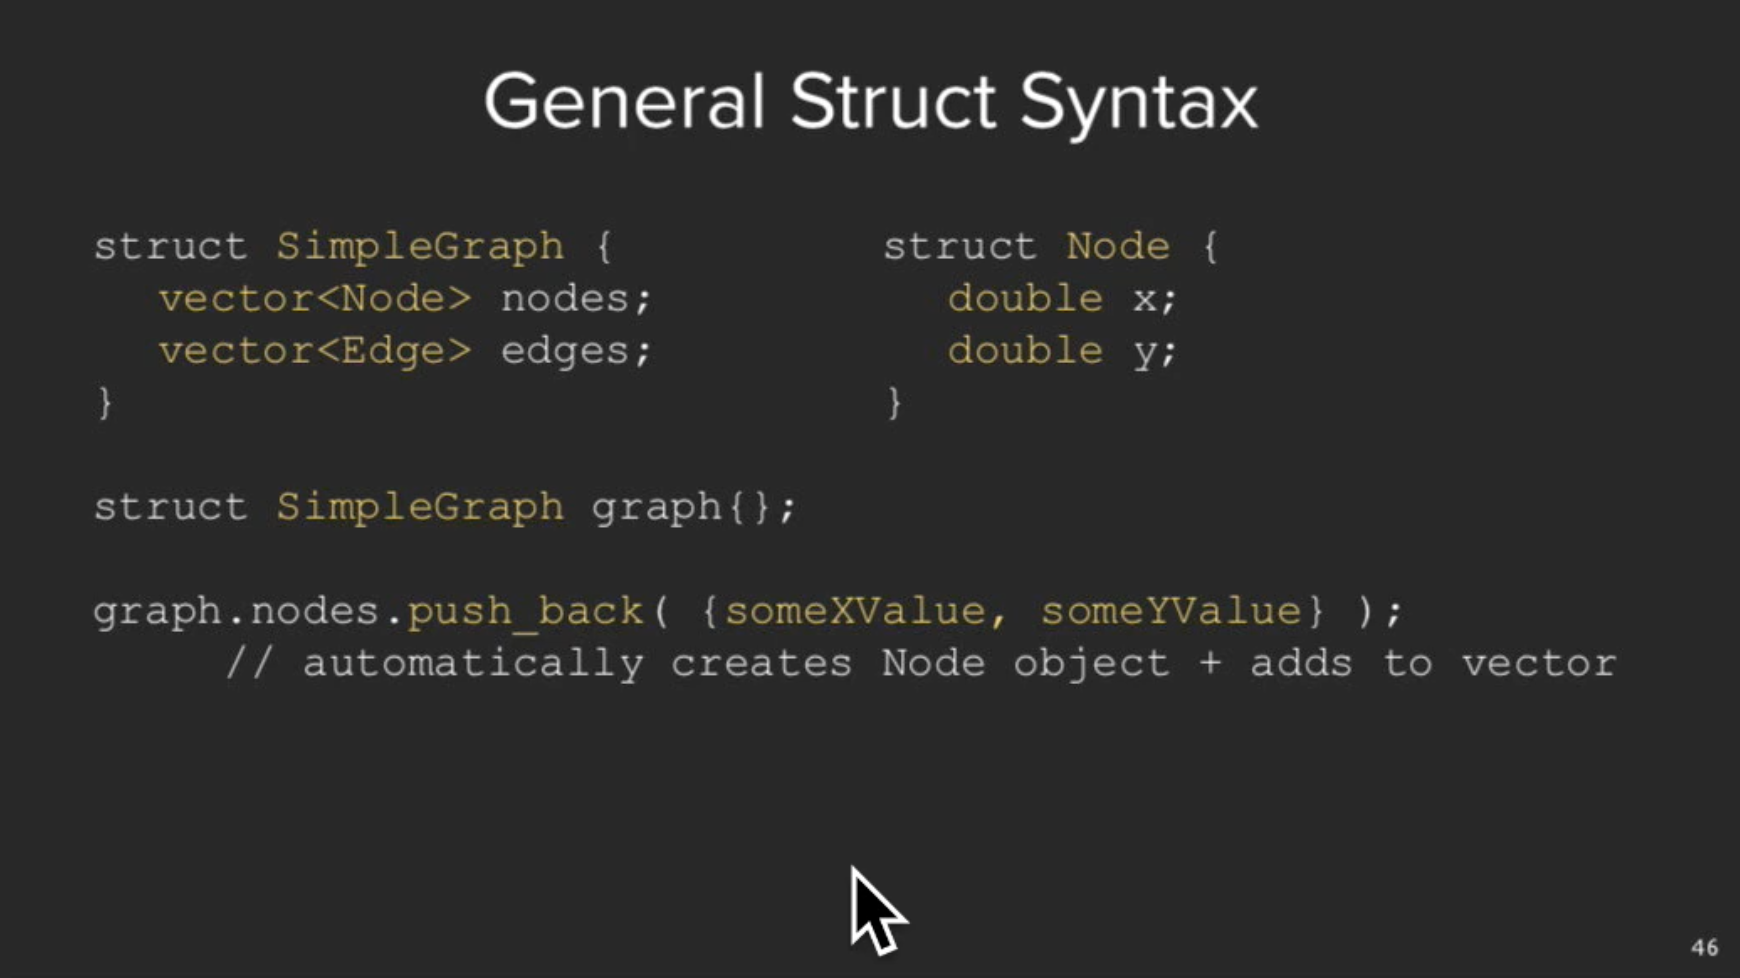 General Struct Syntax
struct SimpleGraph {
vector<Node> nodes;
vector<Edge> edges;
}
struct Node {
double x;
double y;
}
struct SimpleGraph graph{};
graph.nodes.push_back( {someXValue, someYValue} );
// automatically creates Node object + adds to vector
46